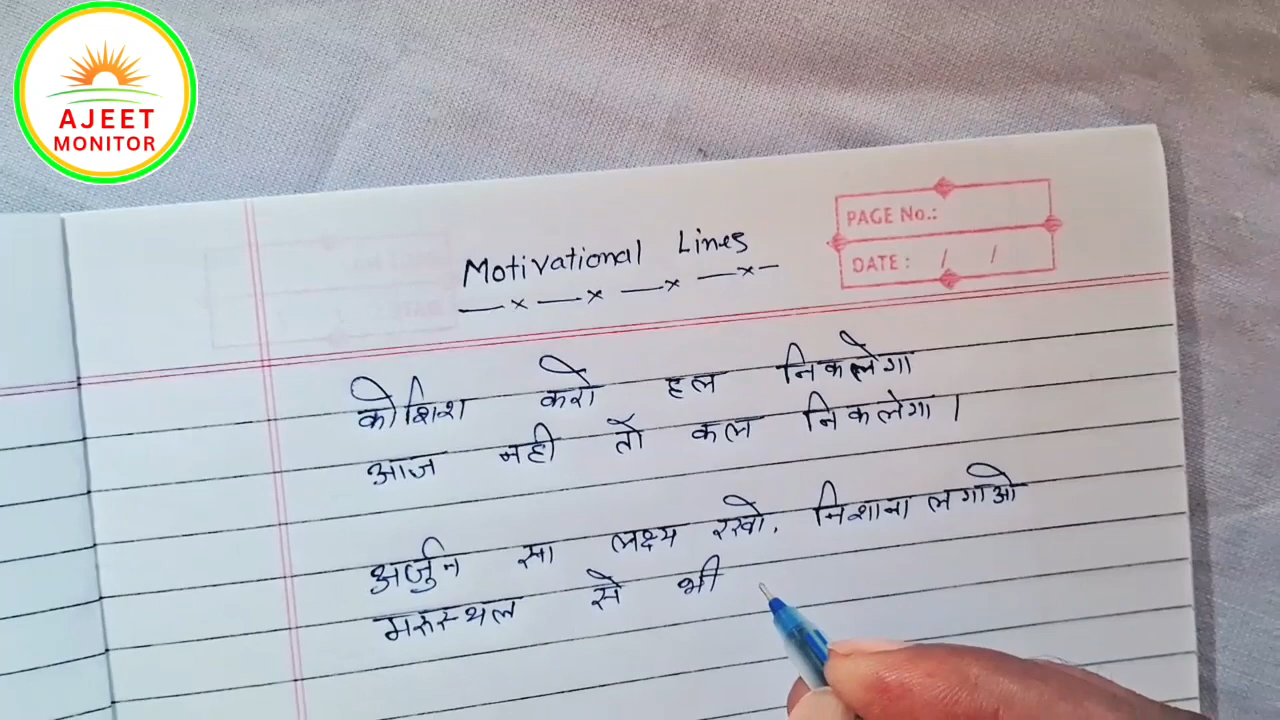 AJEET
MONITOR
PAGE No.:
DATE : / /
Motivational Lines
कोशिश करो हल निकलेगा
आज नही तो कल निकलेगा।
अर्जुन सा लक्ष्य रखो, निशाना लगाओ
मरुस्थल से भी